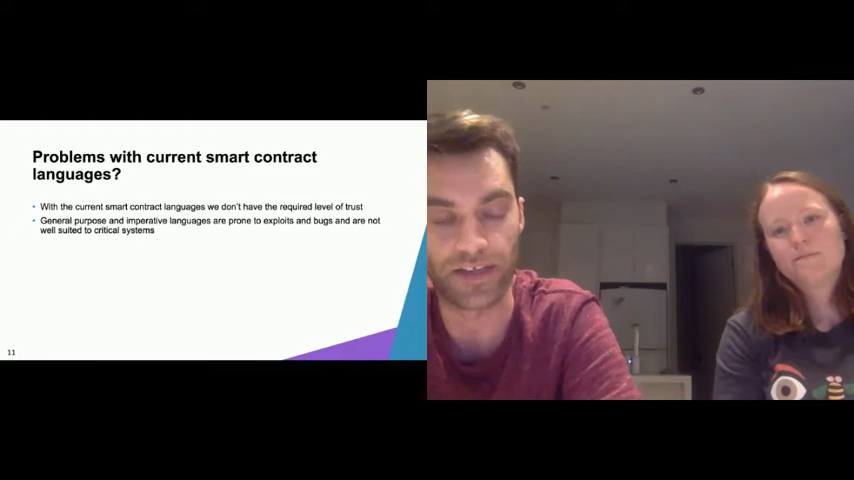 Problems with current smart contract
languages?
• With the current smart contract languages we don't have the required level of trust
• General purpose and imperative languages are prone to exploits and bugs and are not
well suited to critical systems
11